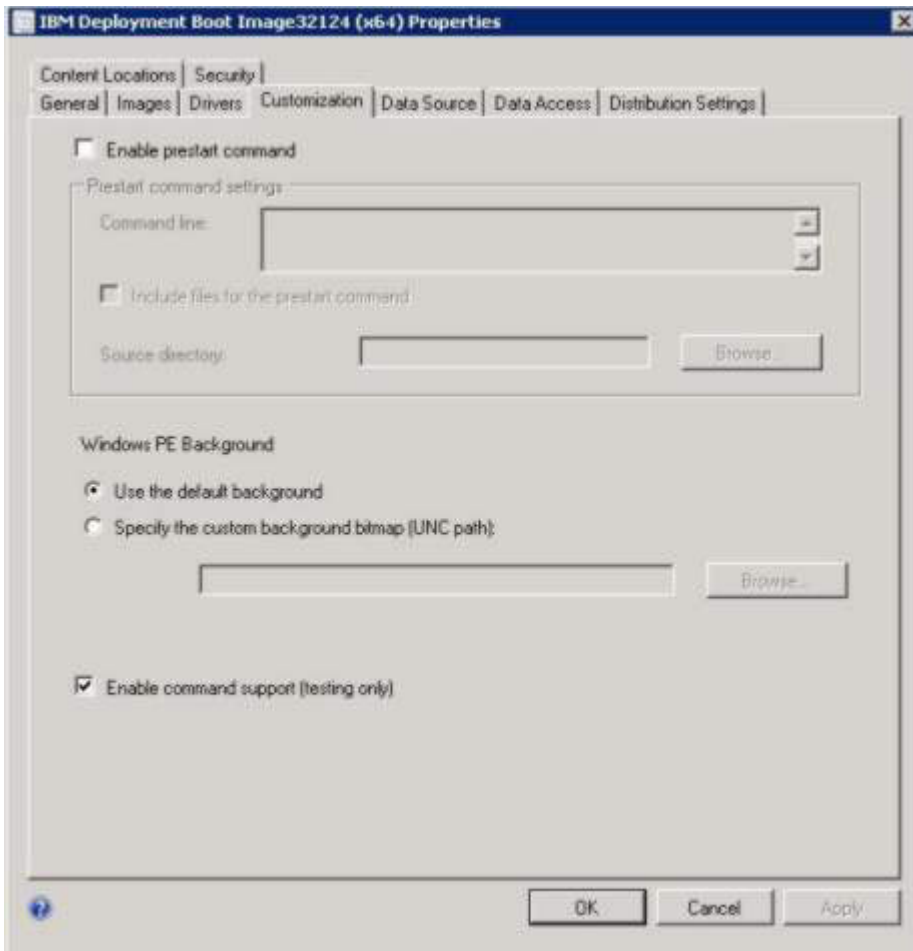 IBM Deployment Boot Image32124 (x64) Properties
Content Locations Security
General Images Drivers Customization Data Source Data Access Distribution Settings
Enable prestart command
Prestart command settings
Command line:
Include files for the prestart command
Source directory: Browse...
Windows PE Background
Use the default background
Specify the custom background bitmap (UNC path):
Browse...
Enable command support (testing only)
OK Cancel Apply